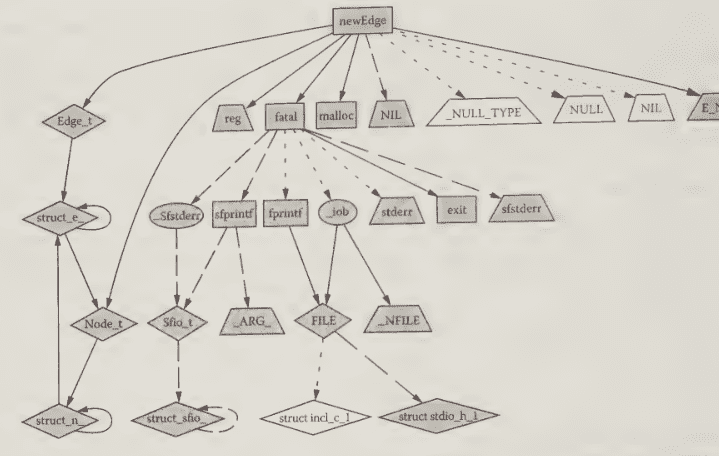 newEdge
Edge_t
reg
fatal
malloc
NIL
_NULL_TYPE
NULL
NIL
E_N
struct_e_
_Sfstderr
sfprintf
fprintf
_iob
stderr
exit
sfstderr
Node_t
Sfio_t
_ARG_
FILE
_NFILE
struct_n_
struct_sfio_
struct incl_c_1
struct stdio_h_1